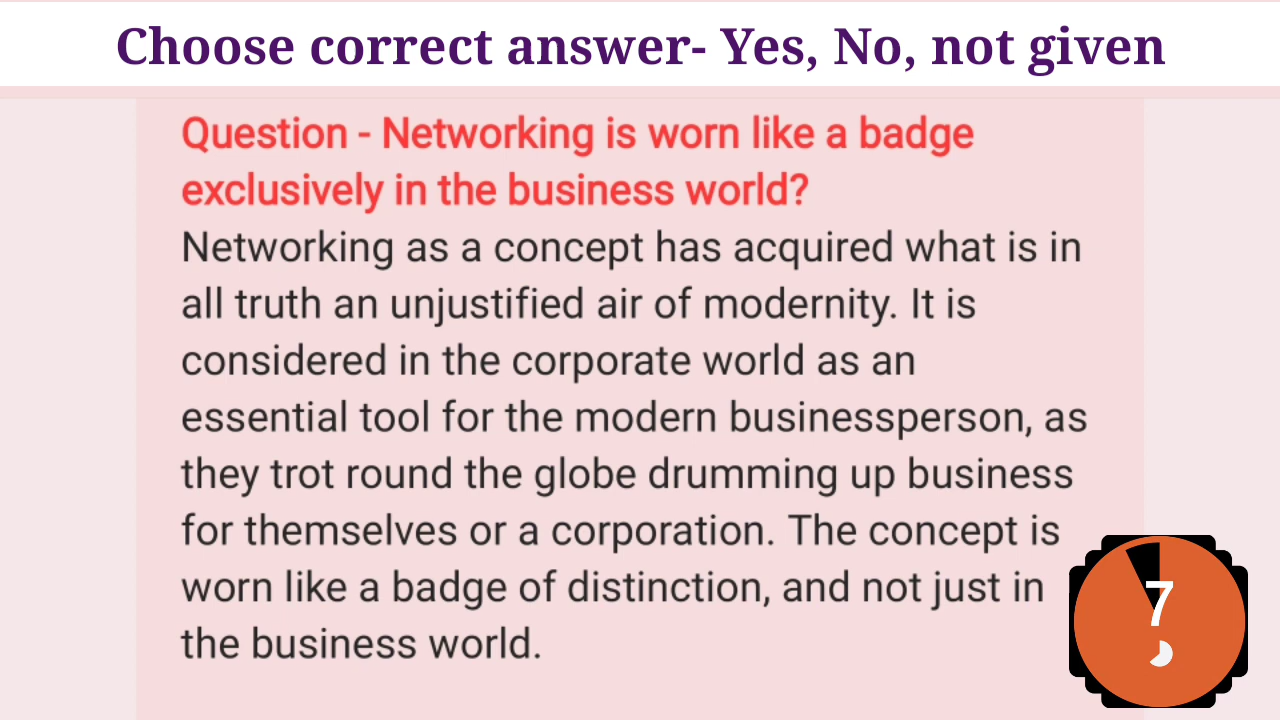 Choose correct answer- Yes, No, not given
Question - Networking is worn like a badge
exclusively in the business world?
Networking as a concept has acquired what is in
all truth an unjustified air of modernity. It is
considered in the corporate world as an
essential tool for the modern businessperson, as
they trot round the globe drumming up business
for themselves or a corporation. The concept is
worn like a badge of distinction, and not just in
the business world.
7